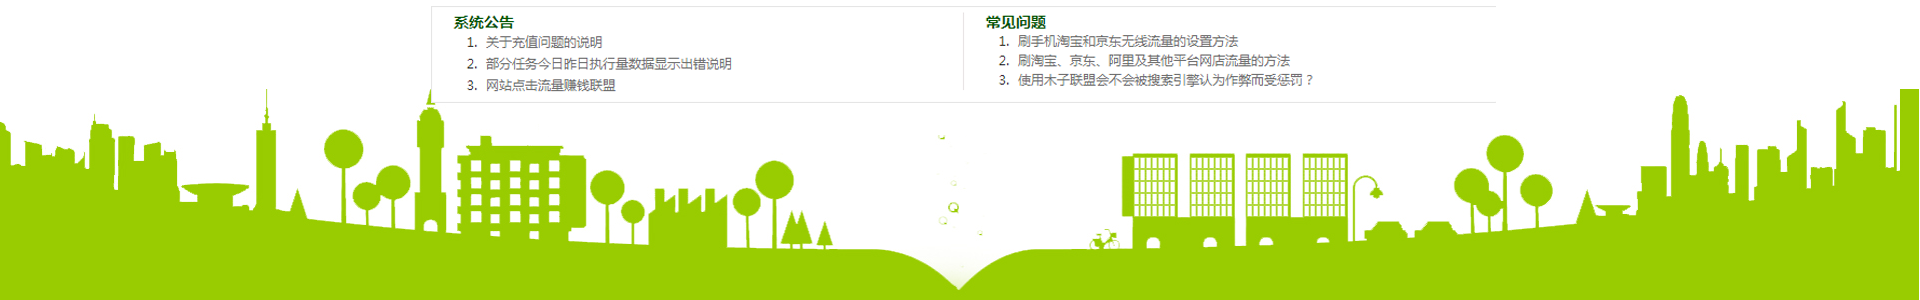 系统公告
1. 关于充值问题的说明
2. 部分任务今日昨日执行量数据显示出错说明
3. 网站点击流量赚钱联盟
常见问题
1. 刷手机淘宝和京东无线流量的设置方法
2. 刷淘宝、京东、阿里及其他平台网店流量的方法
3. 使用木子联盟会不会被搜索引擎认为作弊而受惩罚？